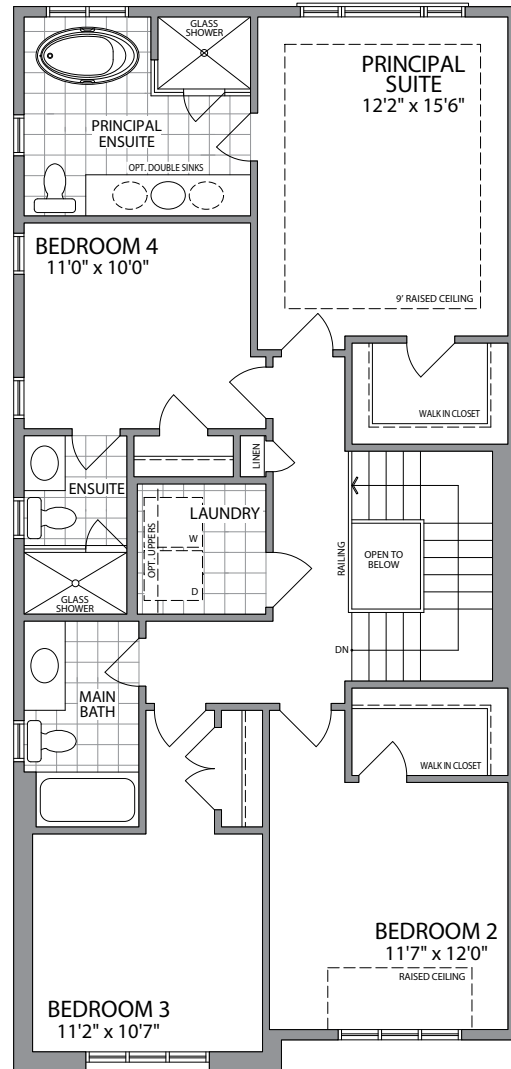 GLASS
SHOWER
PRINCIPAL
SUITE
12'2" x 15'6"
PRINCIPAL
ENSUITE
OPT. DOUBLE SINKS
BEDROOM 4
11'0" x 10'0"
9' RAISED CEILING
WALK IN CLOSET
LINEN
ENSUITE
LAUNDRY
OPT. UPPERS
W
D
RAILING
OPEN TO
BELOW
GLASS
SHOWER
DN
MAIN
BATH
WALK IN CLOSET
BEDROOM 2
11'7" x 12'0"
RAISED CEILING
BEDROOM 3
11'2" x 10'7"